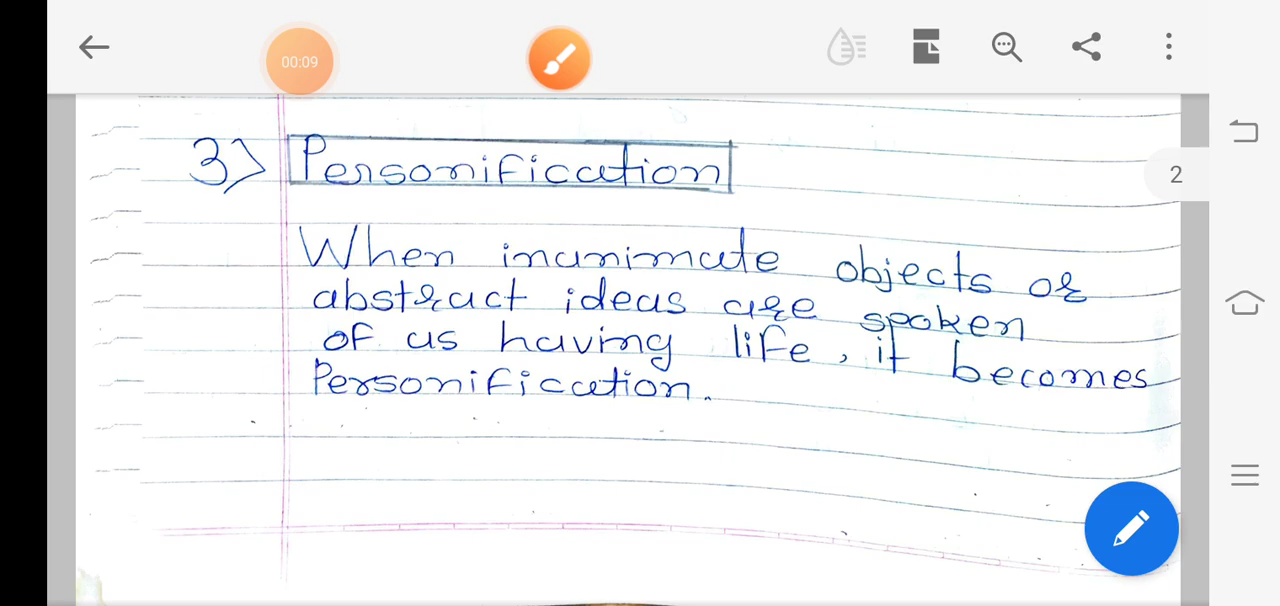 00:09
2
3) Personification
When inanimate objects or
abstract ideas are spoken
of as having life, it becomes
Personification.